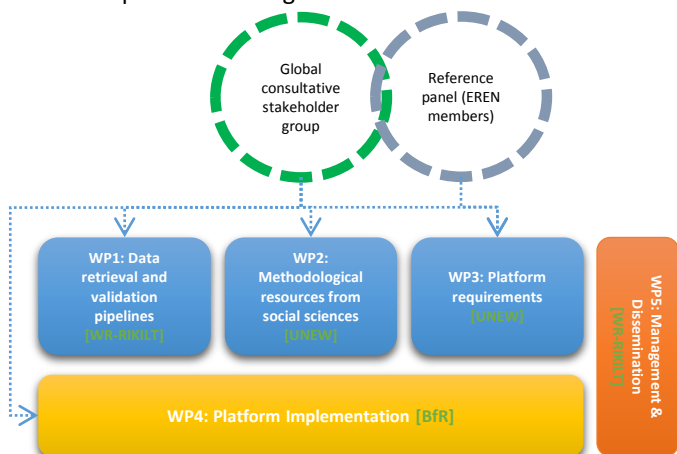 Global
consultative
stakeholder
group
Reference
panel (EREN
members)
WP1: Data
retrieval and
validation
pipelines
[WR-RIKILT]
WP2:
Methodological
resources from
social sciences
[UNEW]
WP3: Platform
requirements
[UNEW]
WP4: Platform Implementation [BfR]
WP5: Management &
Dissemination
[WR-RIKILT]